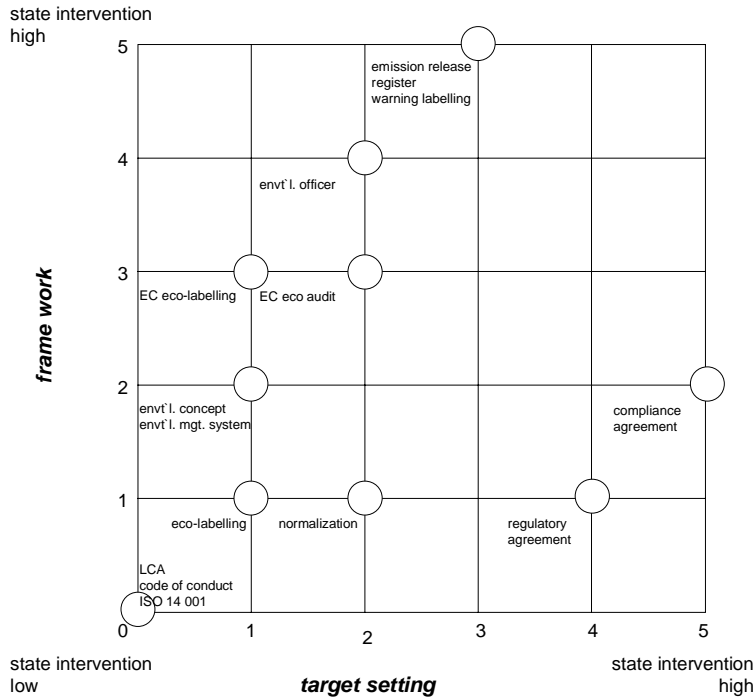 state intervention
high
5
emission release
register
warning labelling
4
envt`l. officer
frame work
3
EC eco-labelling
EC eco audit
2
envt`l. concept
envt`l. mgt. system
compliance
agreement
1
eco-labelling
normalization
regulatory
agreement
LCA
code of conduct
ISO 14 001
0
1
2
3
4
5
state intervention
low
target setting
state intervention
high